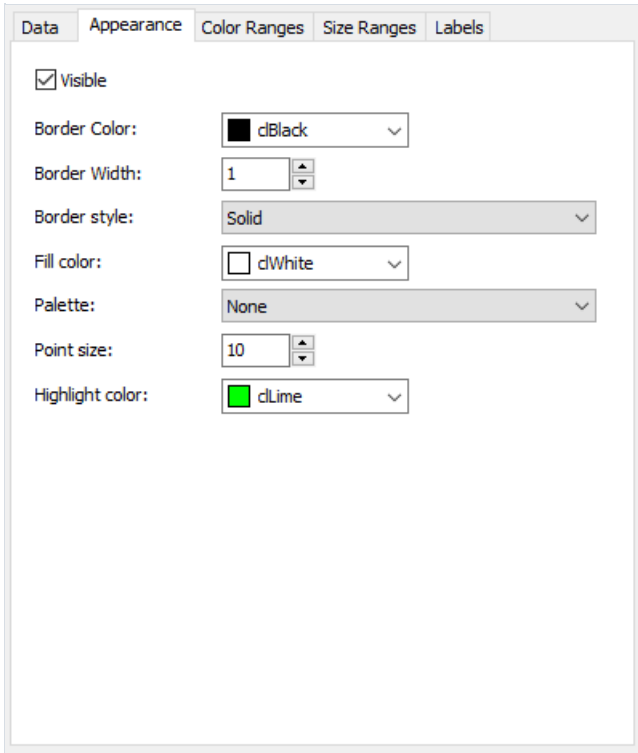 Data Appearance Color Ranges Size Ranges Labels
Visible
Border Color: clBlack
Border Width: 1
Border style: Solid
Fill color: clWhite
Palette: None
Point size: 10
Highlight color: clLime